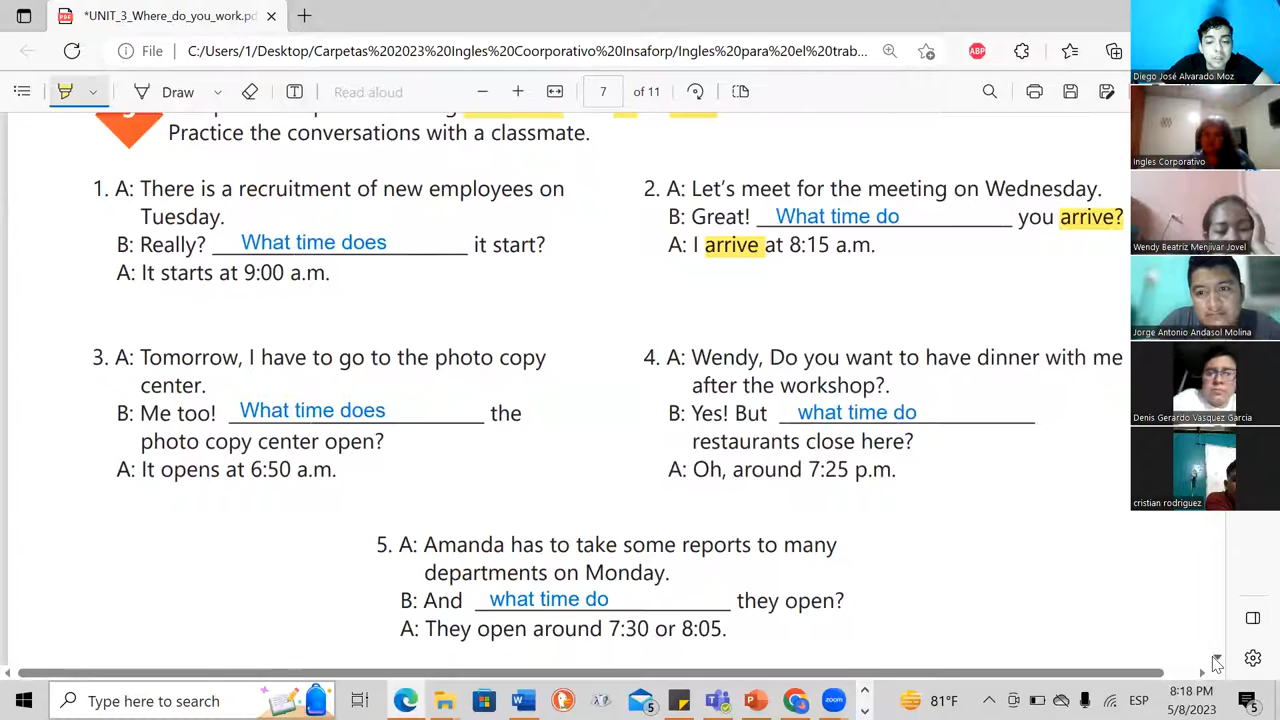 *UNIT_3_Where_do_you_work.pd
File
C:/Users/1/Desktop/Carpetas%202023%20Ingles%20Coorporativo%20Insaforp/Ingles%20para%20el%20trab...
ABP
Draw
Read aloud
7
of 11
Practice the conversations with a classmate.
1. A: There is a recruitment of new employees on
Tuesday.
B: Really? What time does it start?
A: It starts at 9:00 a.m.
2. A: Let's meet for the meeting on Wednesday.
B: Great! What time do you arrive?
A: I arrive at 8:15 a.m.
3. A: Tomorrow, I have to go to the photo copy
center.
B: Me too! What time does the
photo copy center open?
A: It opens at 6:50 a.m.
4. A: Wendy, Do you want to have dinner with me
after the workshop?.
B: Yes! But what time do
restaurants close here?
A: Oh, around 7:25 p.m.
5. A: Amanda has to take some reports to many
departments on Monday.
B: And what time do they open?
A: They open around 7:30 or 8:05.
Diego José Alvarado Moz
Ingles Corporativo
Wendy Beatríz Menjivar Jovel
Jorge Antonio Andasol Molina
Denis Gerardo Vasquez Garcia
cristian rodriguez
Type here to search
5
zoom
81°F
ESP
8:18 PM
5/8/2023
5